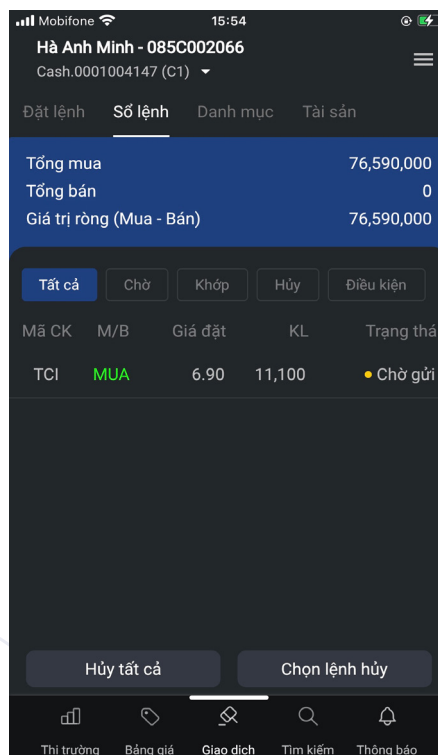 Mobifone 15:54
Hà Anh Minh - 085C002066
Cash.0001004147 (C1)
Đặt lệnh Sổ lệnh Danh mục Tài sản
Tổng mua 76,590,000
Tổng bán 0
Giá trị ròng (Mua - Bán) 76,590,000
Tất cả Chờ Khớp Hủy Điều kiện
Mã CK M/B Giá đặt KL Trạng thá
TCI MUA 6.90 11,100 Chờ gửi
Hủy tất cả Chọn lệnh hủy
Thị trường Bảng giá Giao dịch Tìm kiếm Thông báo